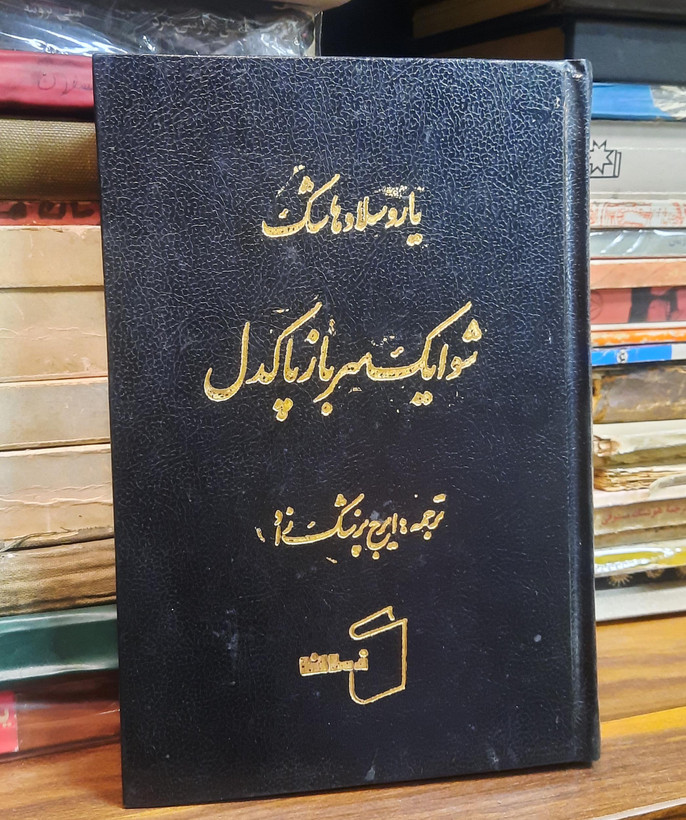 یاروسلاو هاشک
شوایک سرباز پاکدل
ترجمه: ایرج پزشک زاد